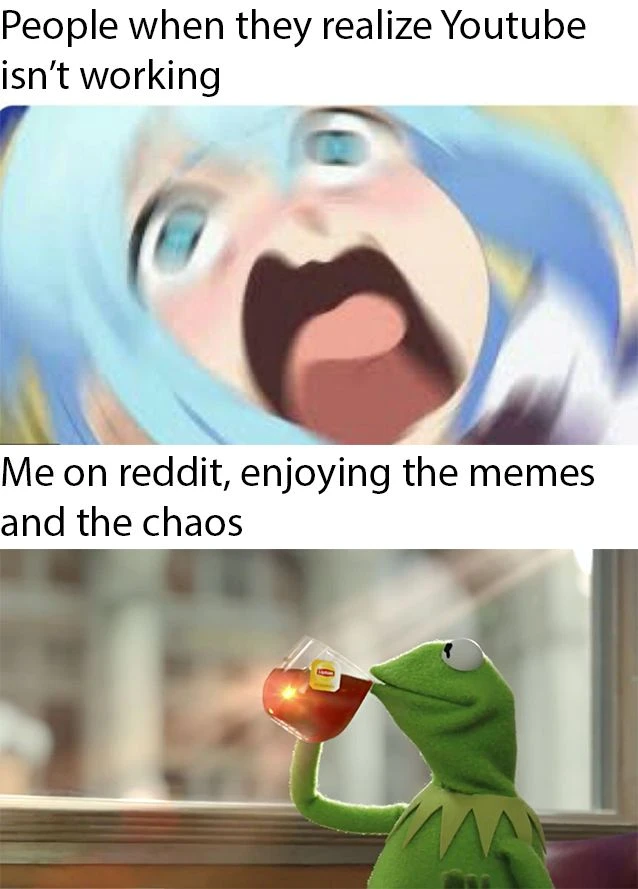 People when they realize Youtube
isn’t working
Me on reddit, enjoying the memes
and the chaos